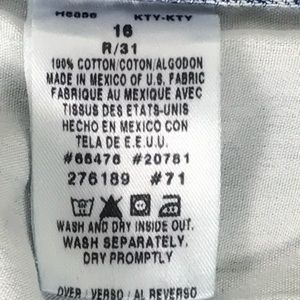 KTY-KTY
16
R/31
100% COTTON/COTON/ALGODON
MADE IN MEXICO OF U.S. FABRIC
FABRIQUE AU MEXIQUE AVEC
TISSUS DES ETATS-UNIS
HECHO EN MEXICO CON
TELA DE E.E.U.U.
#66476 #20781
276189 #71
WASH AND DRY INSIDE OUT.
WASH SEPARATELY.
DRY PROMPTLY
OVER / VERSO / AL REVERSO